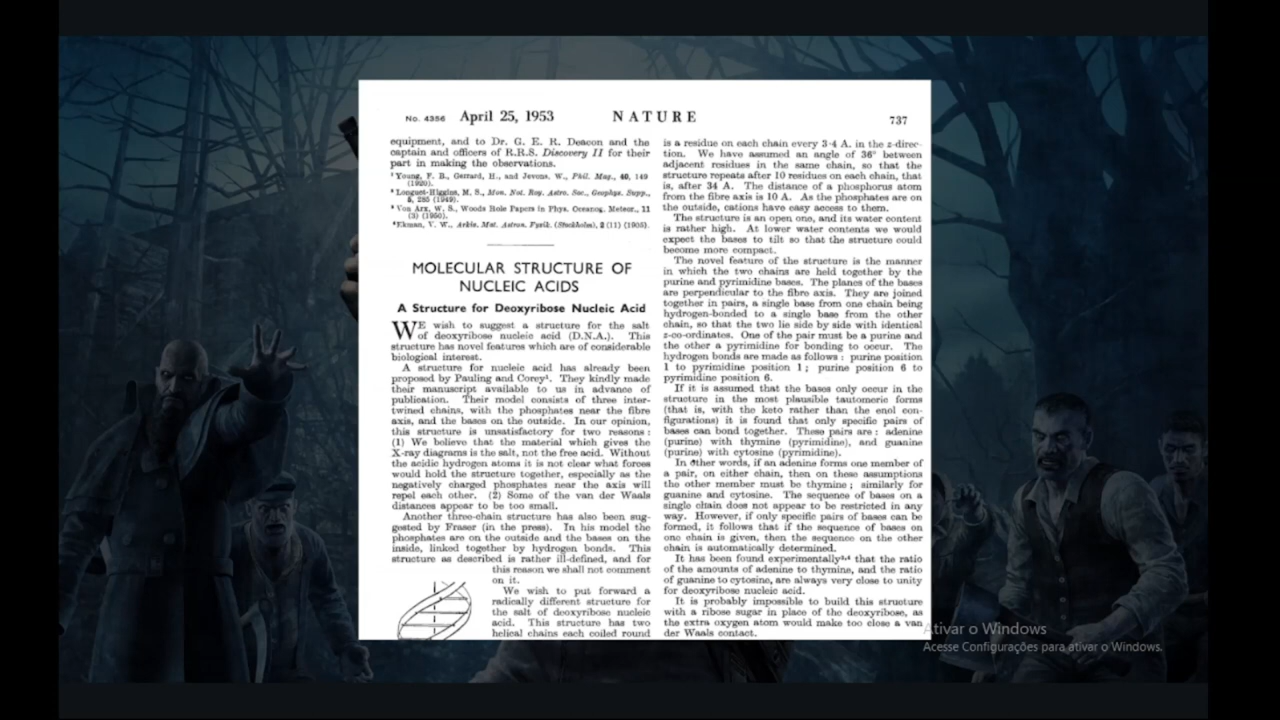 No. 4356 April 25, 1953 NATURE 737
equipment, and to Dr. G. E. R. Deacon and the
captain and officers of R.R.S. Discovery II for their
part in making the observations.
¹ Young, F. B., Gerrard, H., and Jevons, W., Phil. Mag., 40, 149
(1920).
² Longuet-Higgins, M. S., Mon. Not. Roy. Astro. Soc., Geophys. Supp.,
5, 285 (1949).
³ Von Arx, W. S., Woods Hole Papers in Phys. Oceanog. Meteor., 11
(3) (1950).
⁴ Ekman, V. W., Arkiv. Mat. Astron. Fysik. (Stockholm), 2 (11) (1905).
MOLECULAR STRUCTURE OF
NUCLEIC ACIDS
A Structure for Deoxyribose Nucleic Acid
WE wish to suggest a structure for the salt
of deoxyribose nucleic acid (D.N.A.). This
structure has novel features which are of considerable
biological interest.
A structure for nucleic acid has already been
proposed by Pauling and Corey¹. They kindly made
their manuscript available to us in advance of
publication. Their model consists of three inter-
twined chains, with the phosphates near the fibre
axis, and the bases on the outside. In our opinion,
this structure is unsatisfactory for two reasons :
(1) We believe that the material which gives the
X-ray diagrams is the salt, not the free acid. Without
the acidic hydrogen atoms it is not clear what forces
would hold the structure together, especially as the
negatively charged phosphates near the axis will
repel each other. (2) Some of the van der Waals
distances appear to be too small.
Another three-chain structure has also been sug-
gested by Fraser (in the press). In his model the
phosphates are on the outside and the bases on the
inside, linked together by hydrogen bonds. This
structure as described is rather ill-defined, and for
this reason we shall not comment
on it.
We wish to put forward a
radically different structure for
the salt of deoxyribose nucleic
acid. This structure has two
helical chains each coiled round
is a residue on each chain every 3·4 A. in the z-direc-
tion. We have assumed an angle of 36° between
adjacent residues in the same chain, so that the
structure repeats after 10 residues on each chain, that
is, after 34 A. The distance of a phosphorus atom
from the fibre axis is 10 A. As the phosphates are on
the outside, cations have easy access to them.
The structure is an open one, and its water content
is rather high. At lower water contents we would
expect the bases to tilt so that the structure could
become more compact.
The novel feature of the structure is the manner
in which the two chains are held together by the
purine and pyrimidine bases. The planes of the bases
are perpendicular to the fibre axis. They are joined
together in pairs, a single base from one chain being
hydrogen-bonded to a single base from the other
chain, so that the two lie side by side with identical
z-co-ordinates. One of the pair must be a purine and
the other a pyrimidine for bonding to occur. The
hydrogen bonds are made as follows : purine position
1 to pyrimidine position 1 ; purine position 6 to
pyrimidine position 6.
If it is assumed that the bases only occur in the
structure in the most plausible tautomeric forms
(that is, with the keto rather than the enol con-
figurations) it is found that only specific pairs of
bases can bond together. These pairs are : adenine
(purine) with thymine (pyrimidine), and guanine
(purine) with cytosine (pyrimidine).
In other words, if an adenine forms one member of
a pair, on either chain, then on these assumptions
the other member must be thymine ; similarly for
guanine and cytosine. The sequence of bases on a
single chain does not appear to be restricted in any
way. However, if only specific pairs of bases can be
formed, it follows that if the sequence of bases on
one chain is given, then the sequence on the other
chain is automatically determined.
It has been found experimentally³,⁴ that the ratio
of the amounts of adenine to thymine, and the ratio
of guanine to cytosine, are always very close to unity
for deoxyribose nucleic acid.
It is probably impossible to build this structure
with a ribose sugar in place of the deoxyribose, as
the extra oxygen atom would make too close a van
der Waals contact.
Ativar o Windows
Acesse Configurações para ativar o Windows.